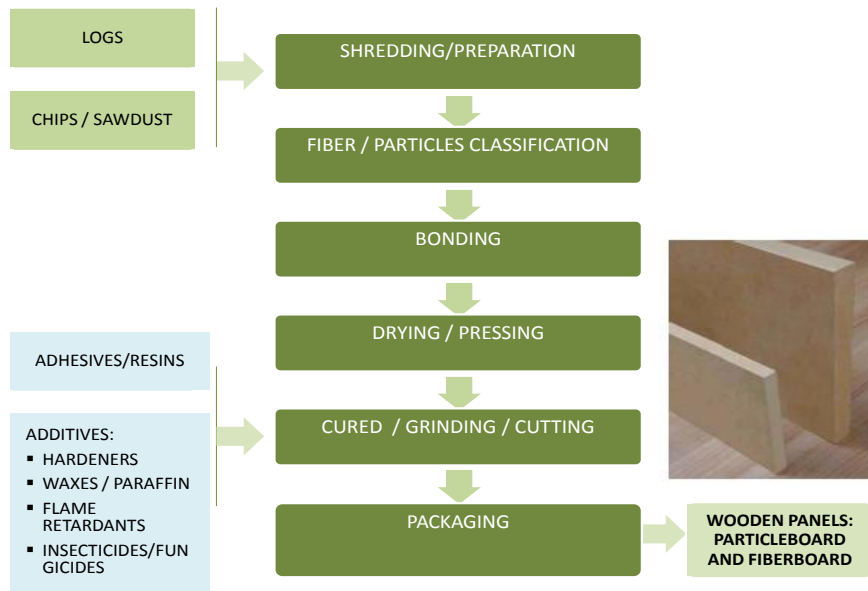 LOGS
CHIPS / SAWDUST
SHREDDING/PREPARATION
FIBER / PARTICLES CLASSIFICATION
BONDING
DRYING / PRESSING
ADHESIVES/RESINS
ADDITIVES:
▪ HARDENERS
▪ WAXES / PARAFFIN
▪ FLAME
RETARDANTS
▪ INSECTICIDES/FUN
GICIDES
CURED / GRINDING / CUTTING
PACKAGING
WOODEN PANELS:
PARTICLEBOARD
AND FIBERBOARD